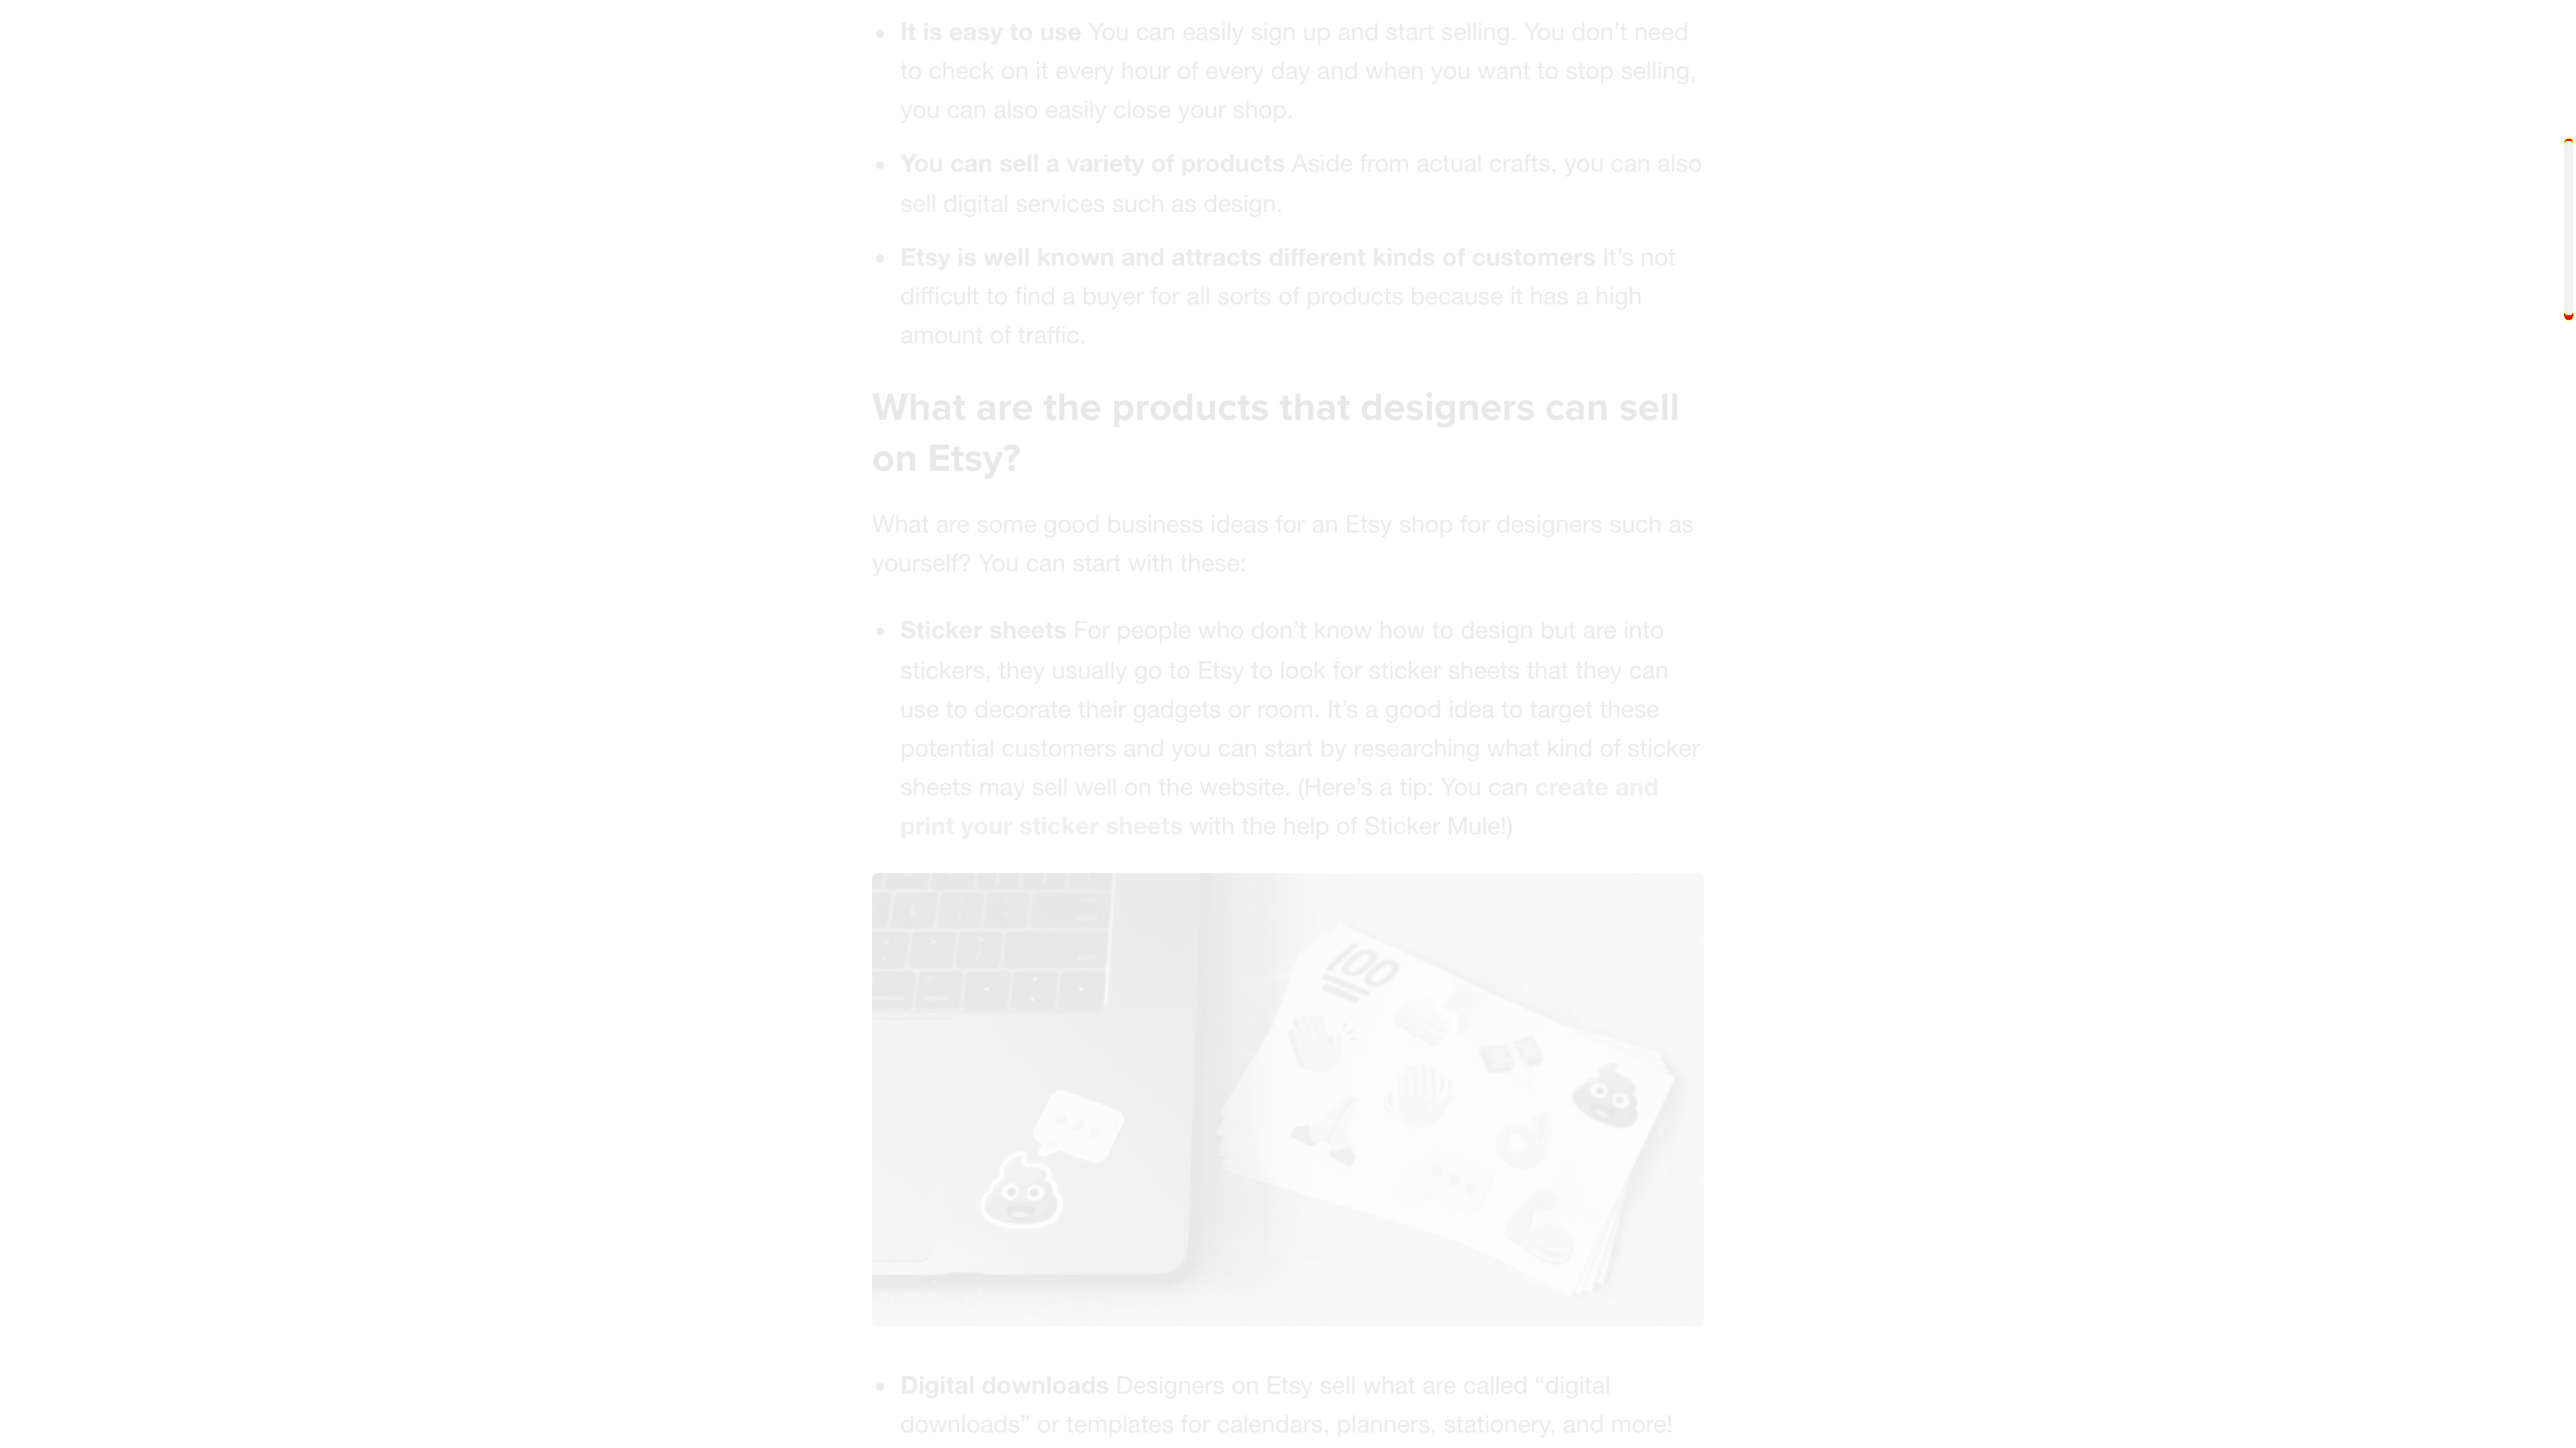 It is easy to use You can easily sign up and start selling. You don’t need
to check on it every hour of every day and when you want to stop selling,
you can also easily close your shop.
You can sell a variety of products Aside from actual crafts, you can also
sell digital services such as design.
Etsy is well known and attracts different kinds of customers It’s not
difficult to find a buyer for all sorts of products because it has a high
amount of traffic.
What are the products that designers can sell
on Etsy?
What are some good business ideas for an Etsy shop for designers such as
yourself? You can start with these:
Sticker sheets For people who don’t know how to design but are into
stickers, they usually go to Etsy to look for sticker sheets that they can
use to decorate their gadgets or room. It’s a good idea to target these
potential customers and you can start by researching what kind of sticker
sheets may sell well on the website. (Here’s a tip: You can create and
print your sticker sheets with the help of Sticker Mule!)
100
Digital downloads Designers on Etsy sell what are called “digital
downloads” or templates for calendars, planners, stationery, and more!